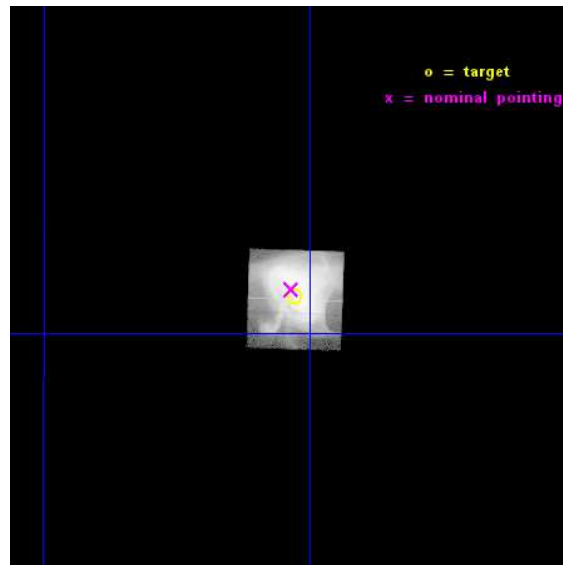 o = target
x = nominal pointing